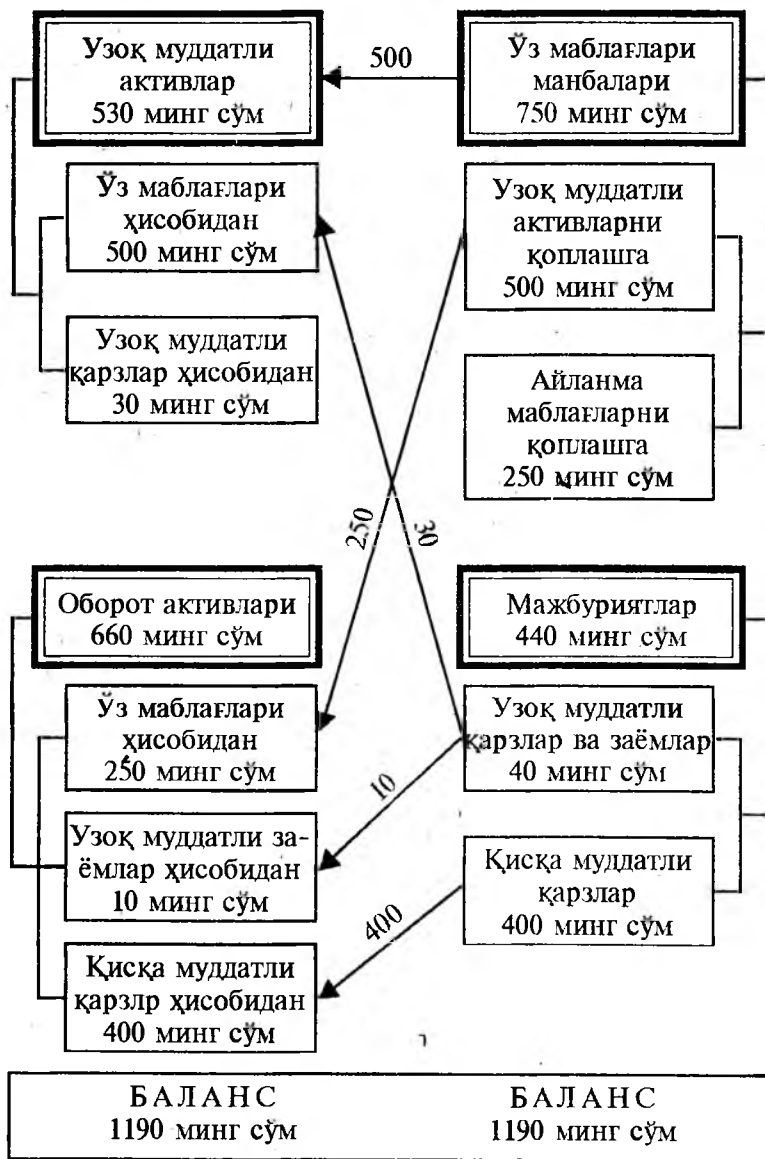 Узоқ муддатли
активлар
530 минг сўм
500
Ўз маблағлари
манбалари
750 минг сўм
Ўз маблағлари
ҳисобидан
500 минг сўм
Узоқ муддатли
активларни
қоплашга
500 минг сўм
Узоқ муддатли
қарзлар ҳисобидан
30 минг сўм
Айланма
маблағларни
қоплашга
250 минг сўм
250
30
Оборот активлари
660 минг сўм
Мажбуриятлар
440 минг сўм
Ўз маблағлари
ҳисобидан
250 минг сўм
Узоқ муддатли
қарзлар ва заёмлар
40 минг сўм
10
Узоқ муддатли за-
ёмлар ҳисобидан
10 минг сўм
Қисқа муддатли
қарзлар
400 минг сўм
400
Қисқа муддатли
қарзлр ҳисобидан
400 минг сўм
БАЛАНС
1190 минг сўм
БАЛАНС
1190 минг сўм